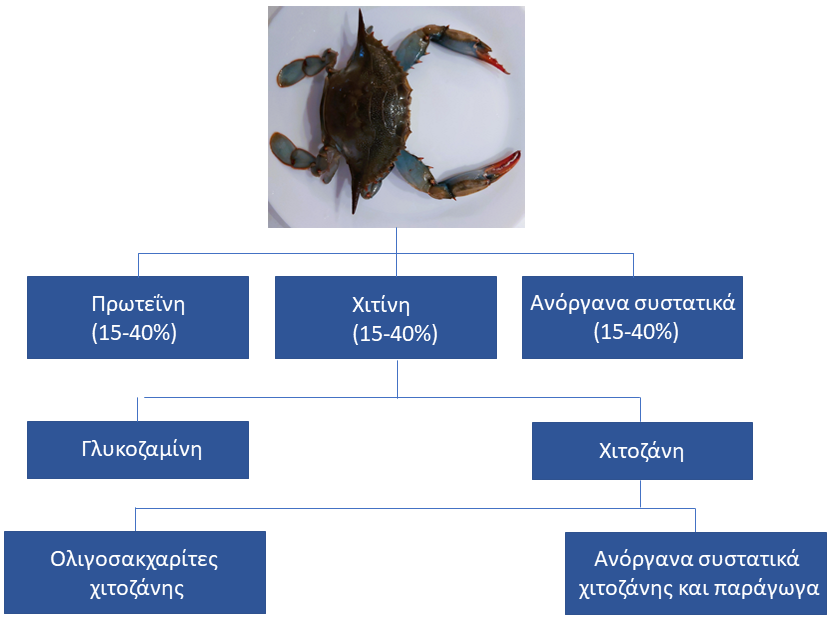 Πρωτεΐνη
(15-40%)
Χιτίνη
(15-40%)
Ανόργανα συστατικά
(15-40%)
Γλυκοζαμίνη
Χιτοζάνη
Ολιγοσακχαρίτες
χιτοζάνης
Ανόργανα συστατικά
χιτοζάνης και παράγωγα